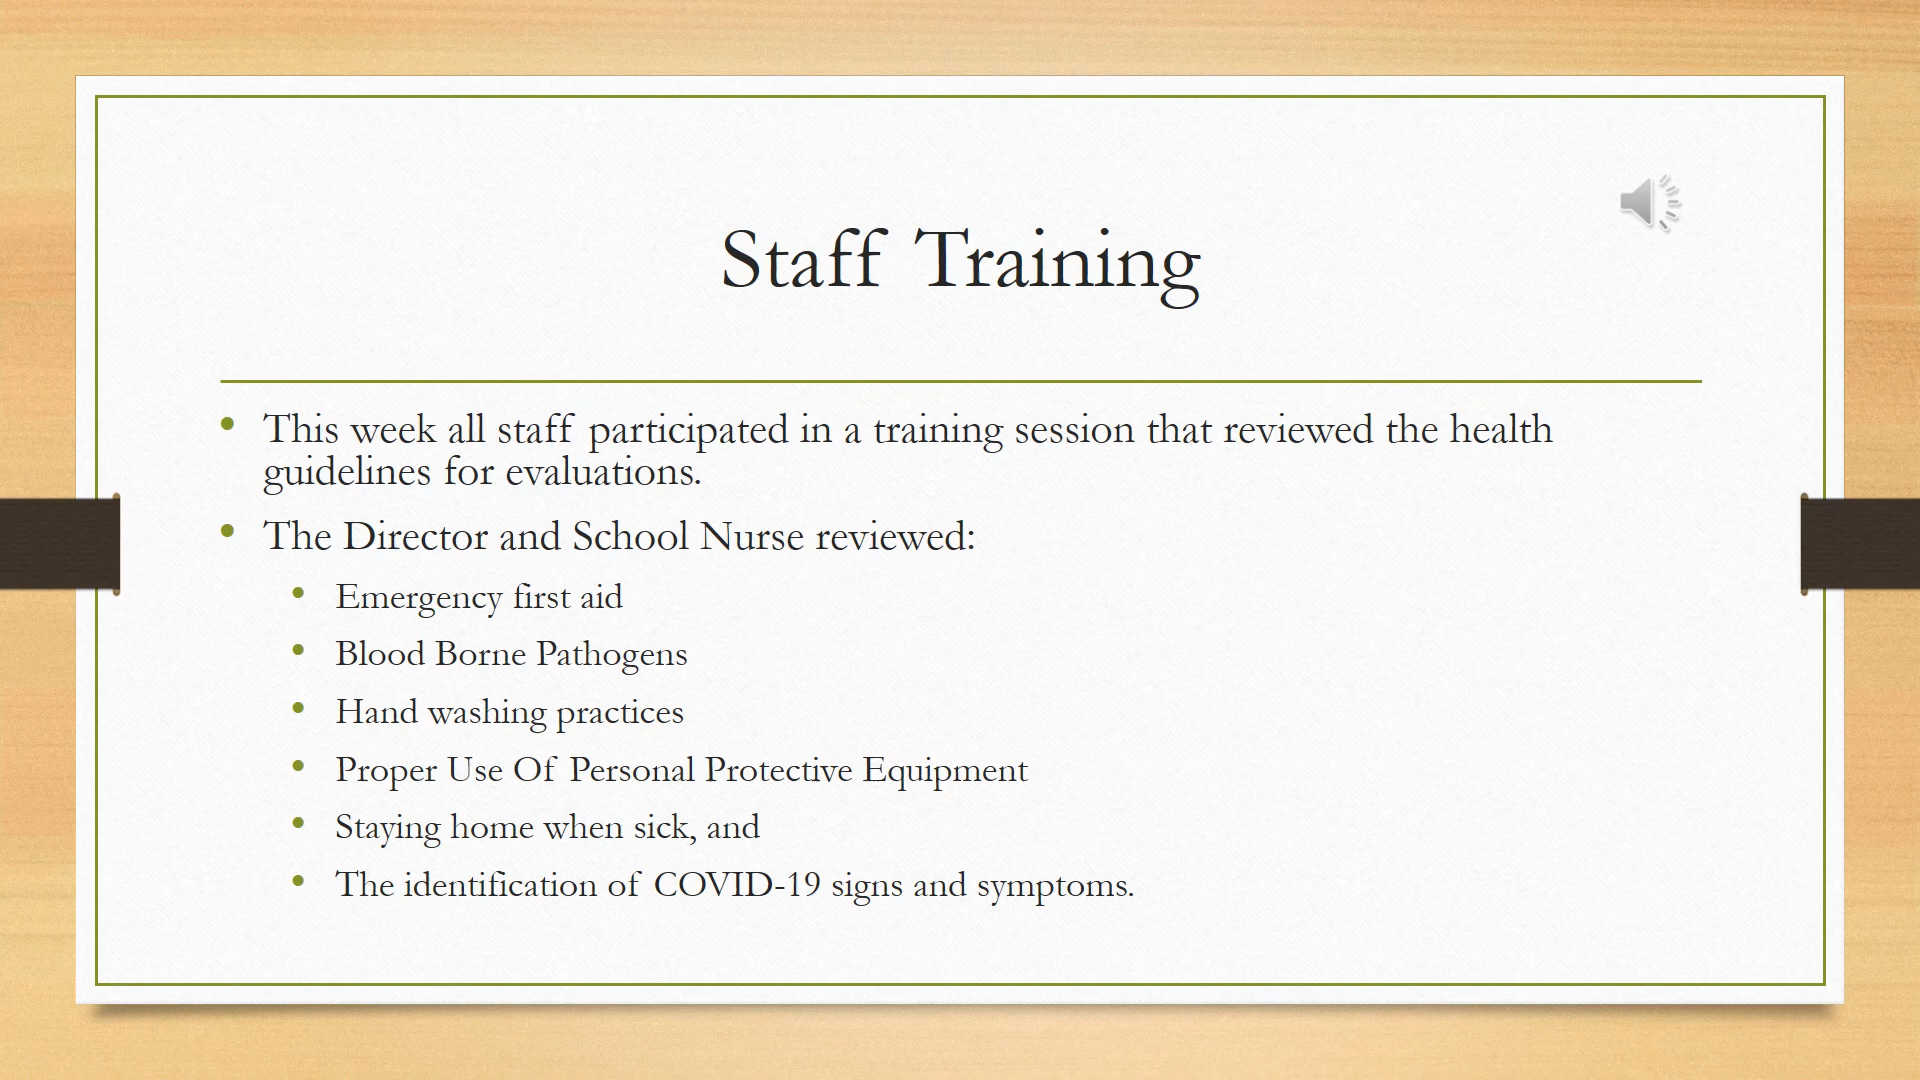 Staff Training
• This week all staff participated in a training session that reviewed the health
guidelines for evaluations.
• The Director and School Nurse reviewed:
• Emergency first aid
• Blood Borne Pathogens
• Hand washing practices
• Proper Use Of Personal Protective Equipment
• Staying home when sick, and
• The identification of COVID-19 signs and symptoms.